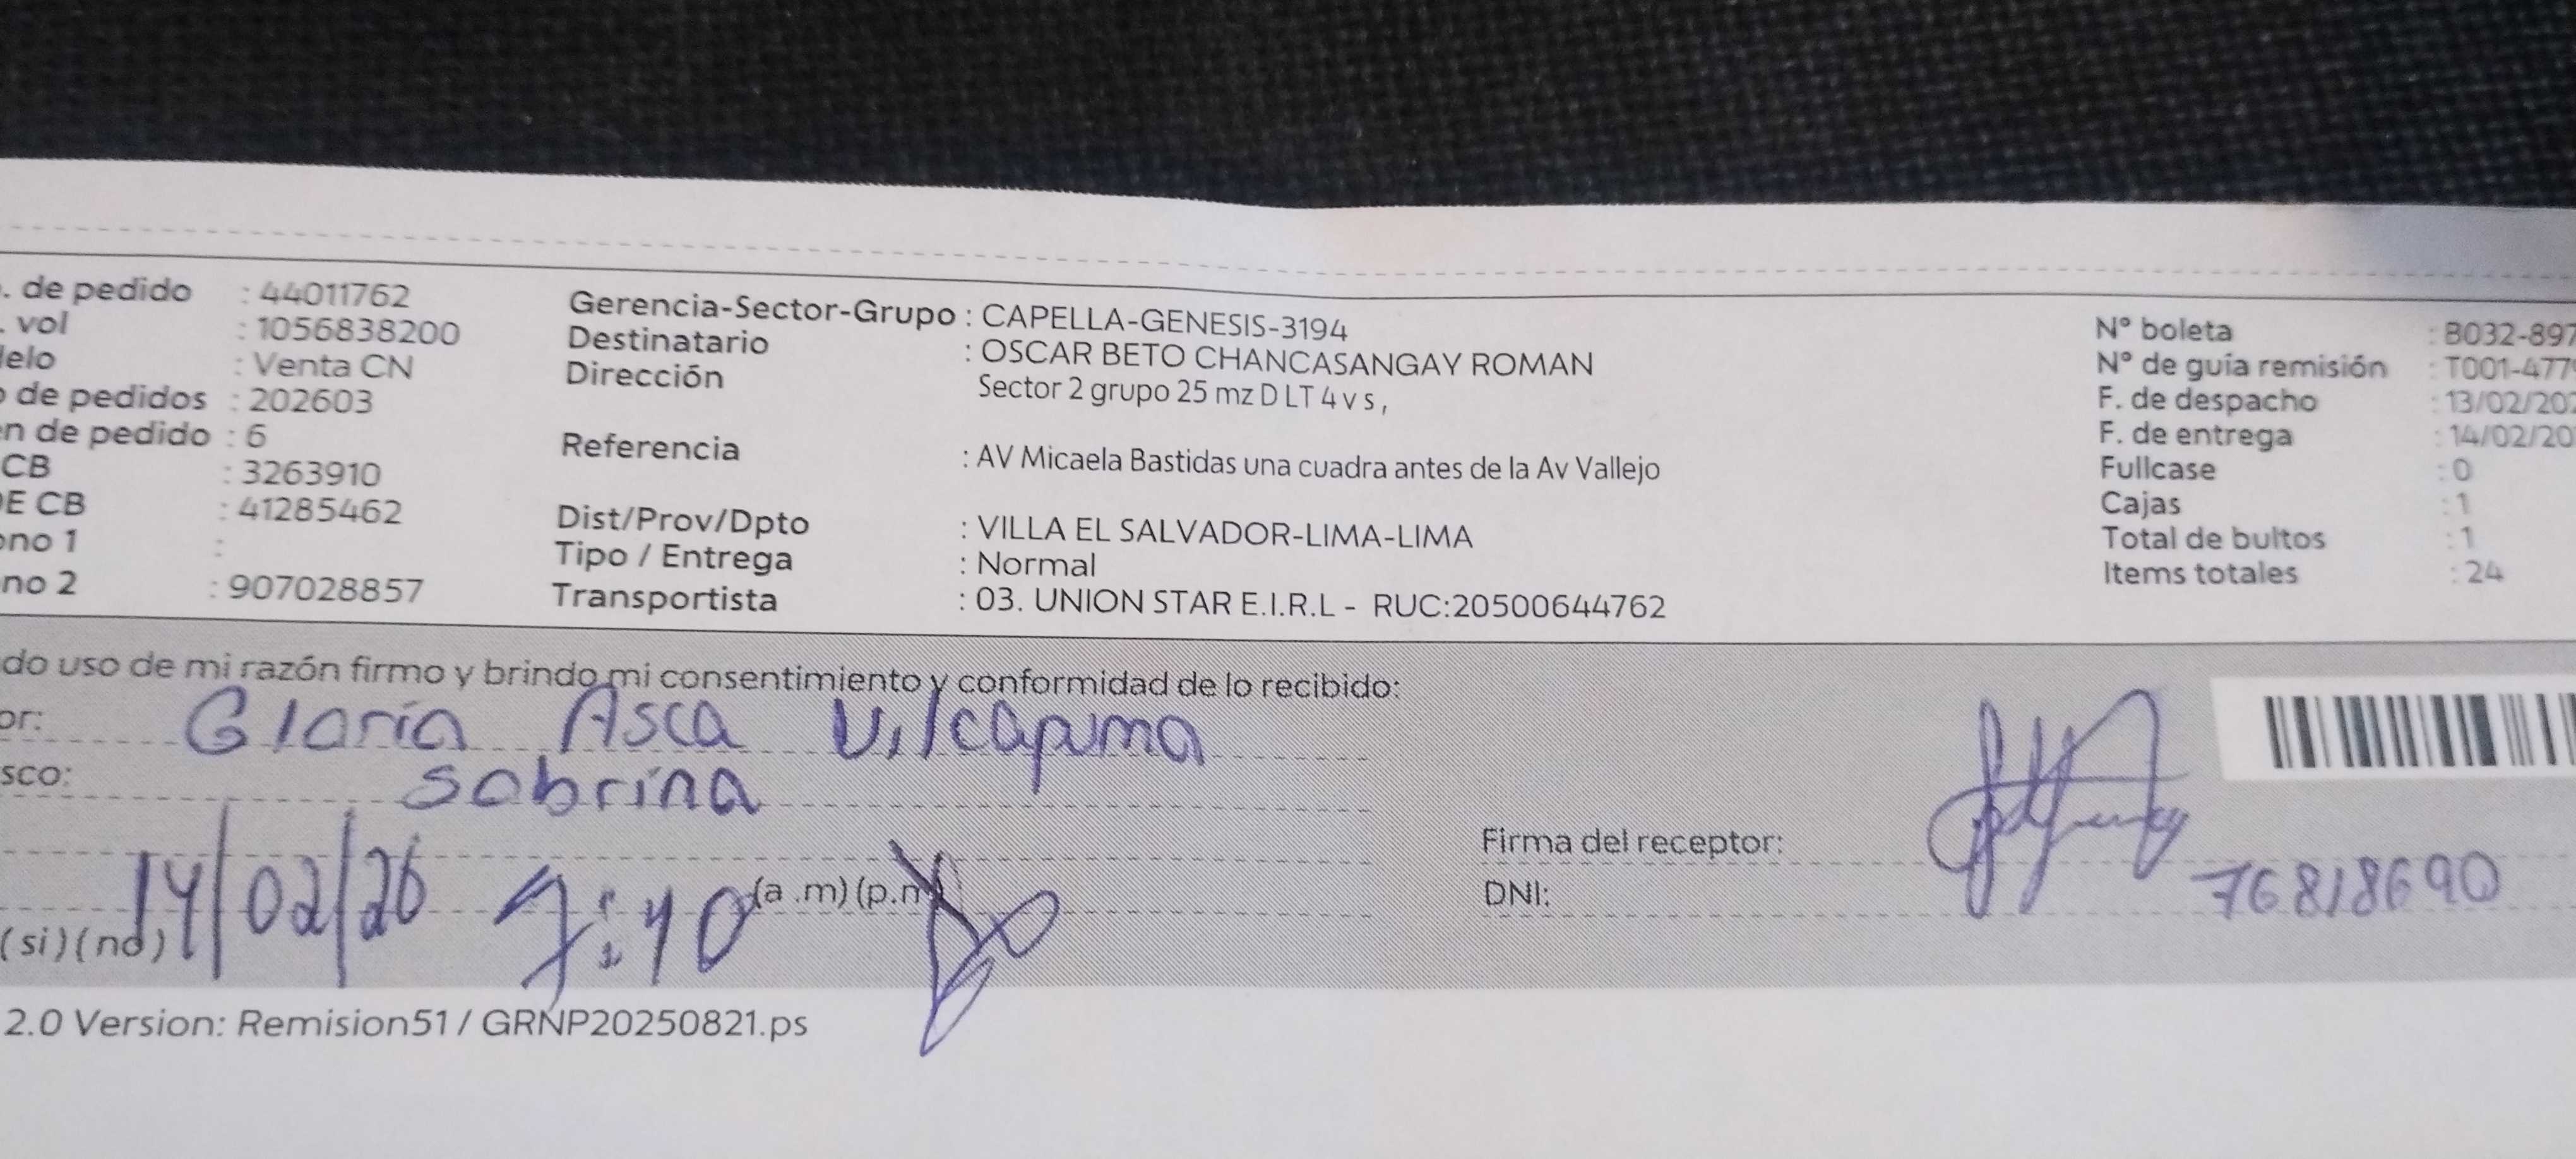 . de pedido : 44011762
. vol : 1056838200
elo : Venta CN
o de pedidos : 202603
n de pedido : 6
CB : 3263910
E CB : 41285462
ono 1 :
no 2 : 907028857
Gerencia-Sector-Grupo : CAPELLA-GENESIS-3194
Destinatario : OSCAR BETO CHANCASANGAY ROMAN
Dirección Sector 2 grupo 25 mz D LT 4 v s ,
Referencia : AV Micaela Bastidas una cuadra antes de la Av Vallejo
Dist/Prov/Dpto : VILLA EL SALVADOR-LIMA-LIMA
Tipo / Entrega : Normal
Transportista : 03. UNION STAR E.I.R.L - RUC:20500644762
N° boleta : B032-897
N° de guía remisión : T001-477
F. de despacho : 13/02/202
F. de entrega : 14/02/20
Fullcase : 0
Cajas : 1
Total de bultos : 1
Items totales : 24
do uso de mi razón firmo y brindo mi consentimiento y conformidad de lo recibido:
or: Gloria Asca Vilcapuma
sco: sobrina
14/02/26 :40 (a .m) (p.m
(si) (no)
Firma del receptor:
DNI: 76818690
2.0 Version: Remision51 / GRNP20250821.ps